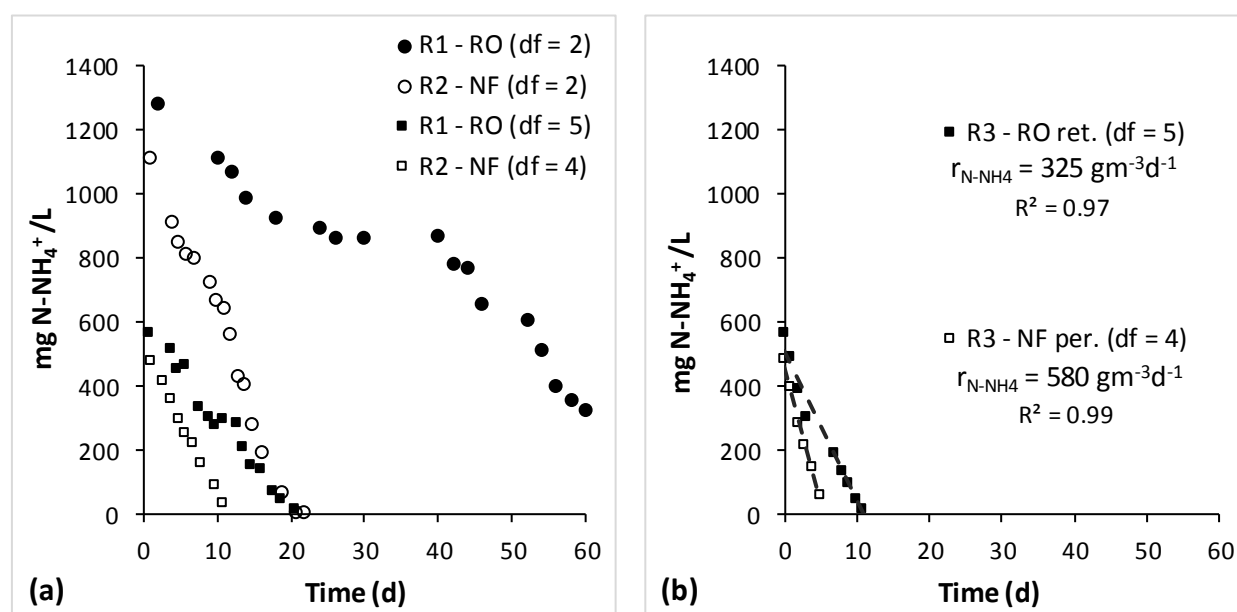 R1 - RO (df = 2)
R2 - NF (df = 2)
R1 - RO (df = 5)
R2 - NF (df = 4)
1400
1200
1000
800
600
400
200
0
mg N-NH₄⁺/L
0 10 20 30 40 50 60
Time (d)
(a)
1400
1200
1000
800
600
400
200
0
mg N-NH₄⁺/L
R3 - RO ret. (df = 5)
r_N-NH4 = 325 gm⁻³d⁻¹
R² = 0.97
R3 - NF per. (df = 4)
r_N-NH4 = 580 gm⁻³d⁻¹
R² = 0.99
0 10 20 30 40 50 60
Time (d)
(b)